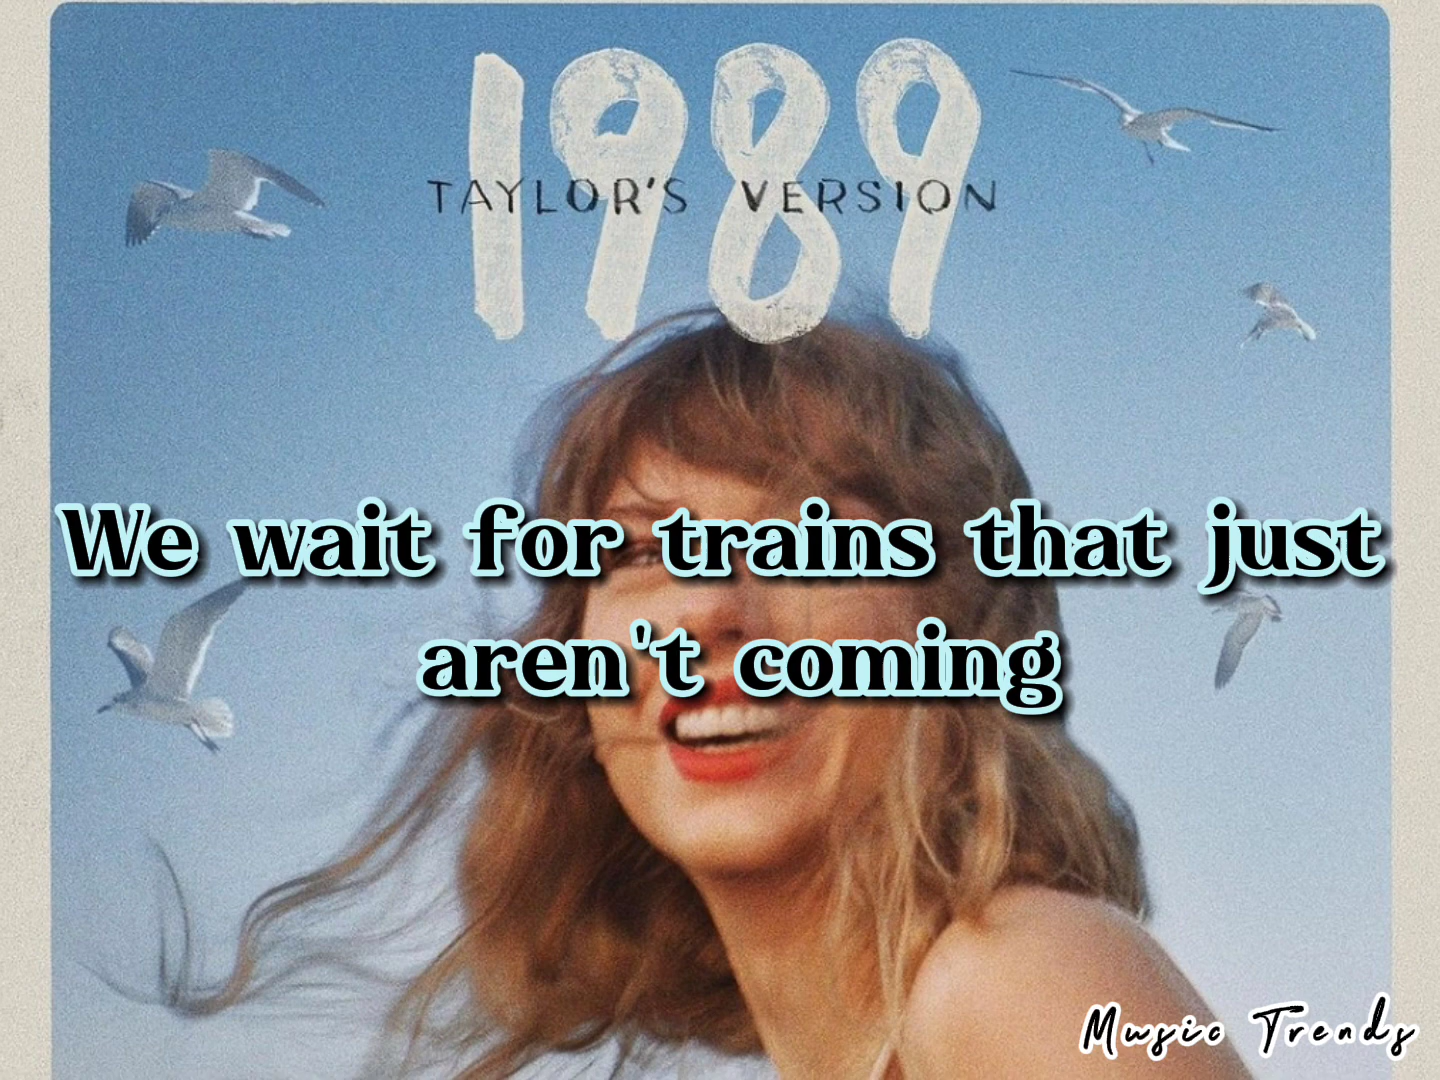 1989
TAYLOR'S VERSION
We wait for trains that just
aren't coming
Music Trends